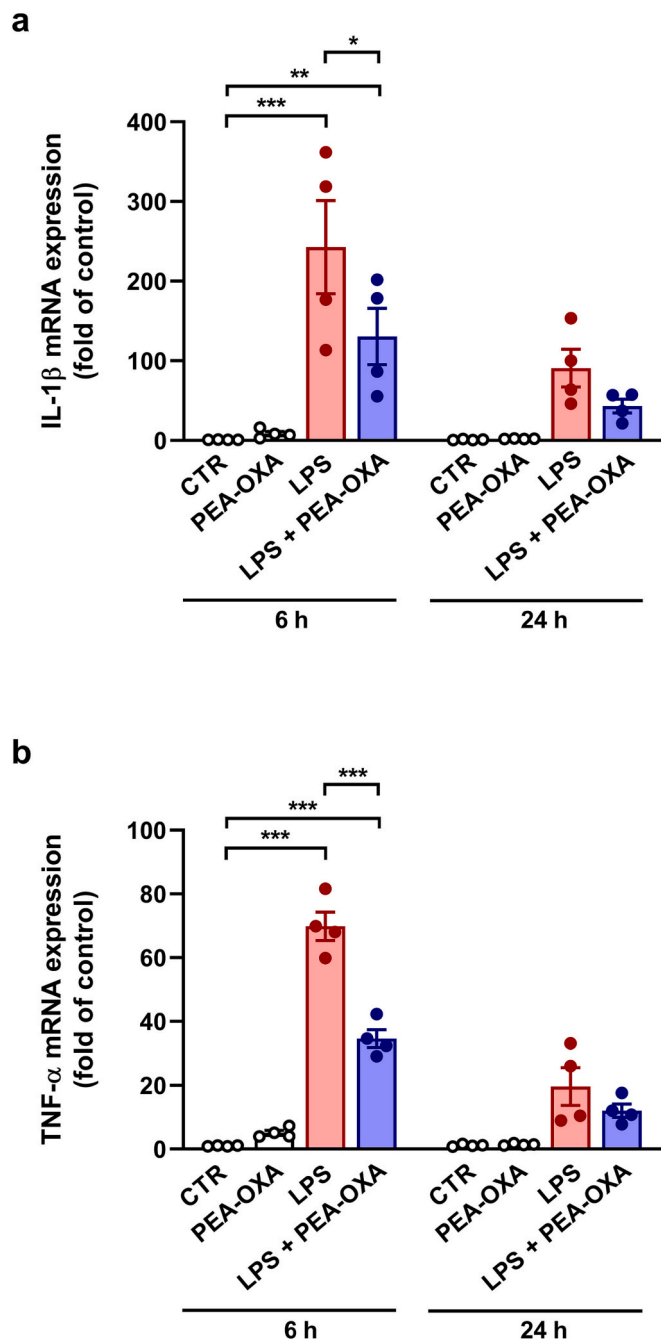 a
*
**
***
IL-1β mRNA expression
(fold of control)
400
300
200
100
0
CTR
PEA-OXA
LPS
LPS + PEA-OXA
CTR
PEA-OXA
LPS
LPS + PEA-OXA
6 h
24 h
b
***
***
***
TNF-α mRNA expression
(fold of control)
100
80
60
40
20
0
CTR
PEA-OXA
LPS
LPS + PEA-OXA
CTR
PEA-OXA
LPS
LPS + PEA-OXA
6 h
24 h